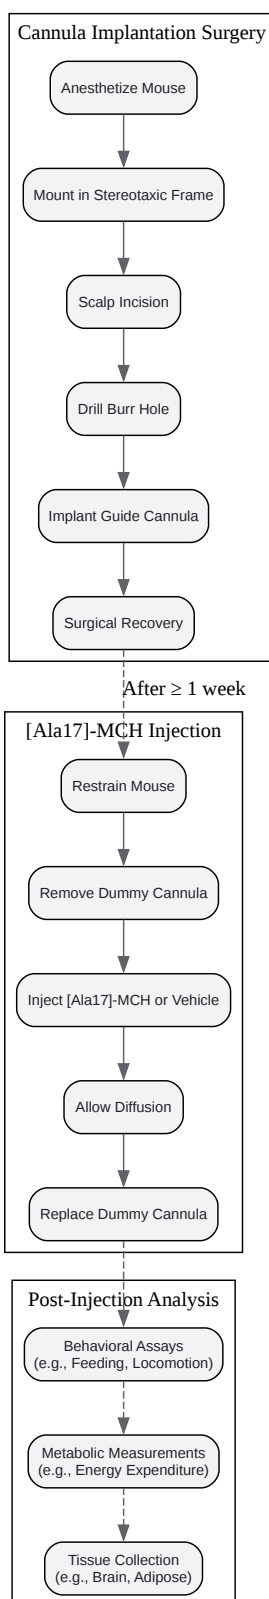 Cannula Implantation Surgery
Anesthetize Mouse
Mount in Stereotaxic Frame
Scalp Incision
Drill Burr Hole
Implant Guide Cannula
Surgical Recovery
After ≥ 1 week
[Ala17]-MCH Injection
Restrain Mouse
Remove Dummy Cannula
Inject [Ala17]-MCH or Vehicle
Allow Diffusion
Replace Dummy Cannula
Post-Injection Analysis
Behavioral Assays
(e.g., Feeding, Locomotion)
Metabolic Measurements
(e.g., Energy Expenditure)
Tissue Collection
(e.g., Brain, Adipose)